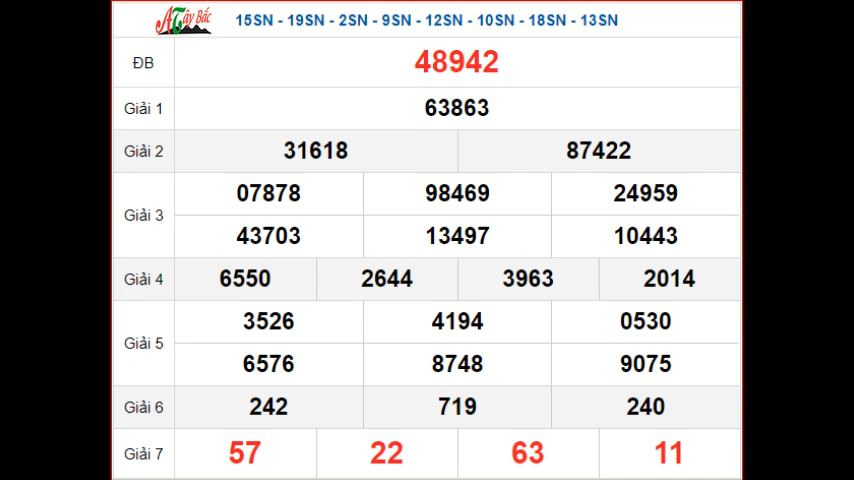 ATây Bắc 15SN - 19SN - 2SN - 9SN - 12SN - 10SN - 18SN - 13SN
ĐB 48942
Giải 1 63863
Giải 2 31618 87422
Giải 3 07878 98469 24959
43703 13497 10443
Giải 4 6550 2644 3963 2014
Giải 5 3526 4194 0530
6576 8748 9075
Giải 6 242 719 240
Giải 7 57 22 63 11